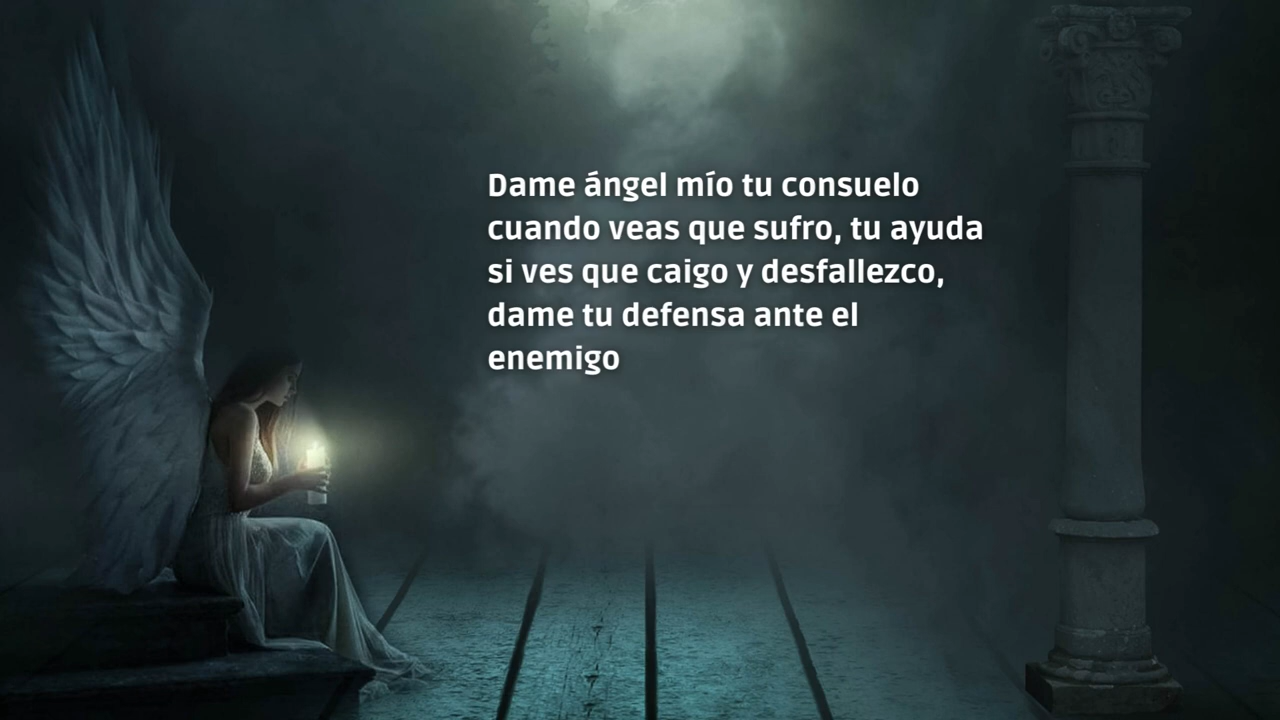 Dame ángel mío tu consuelo
cuando veas que sufro, tu ayuda
si ves que caigo y desfallezco,
dame tu defensa ante el
enemigo